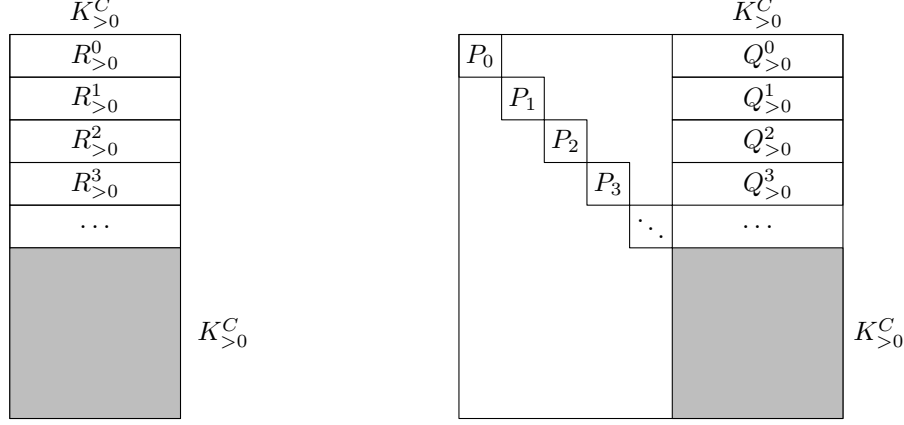 K^C_{>0} K^C_{>0}
R^0_{>0} P_0 Q^0_{>0}
R^1_{>0} P_1 Q^1_{>0}
R^2_{>0} P_2 Q^2_{>0}
R^3_{>0} P_3 Q^3_{>0}
⋯ ⋱ ⋯
K^C_{>0} K^C_{>0}